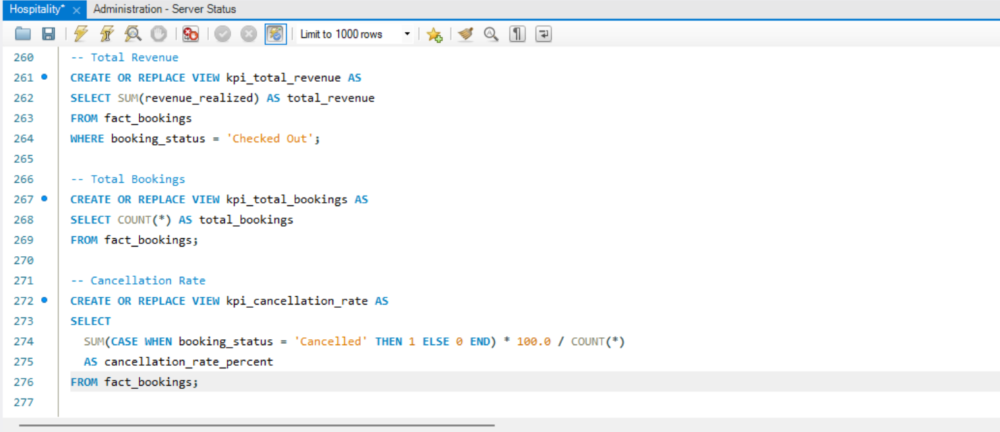 Hospitality* × Administration - Server Status
Limit to 1000 rows
260 -- Total Revenue
261 CREATE OR REPLACE VIEW kpi_total_revenue AS
262 SELECT SUM(revenue_realized) AS total_revenue
263 FROM fact_bookings
264 WHERE booking_status = 'Checked Out';
265
266 -- Total Bookings
267 CREATE OR REPLACE VIEW kpi_total_bookings AS
268 SELECT COUNT(*) AS total_bookings
269 FROM fact_bookings;
270
271 -- Cancellation Rate
272 CREATE OR REPLACE VIEW kpi_cancellation_rate AS
273 SELECT
274 SUM(CASE WHEN booking_status = 'Cancelled' THEN 1 ELSE 0 END) * 100.0 / COUNT(*)
275 AS cancellation_rate_percent
276 FROM fact_bookings;
277